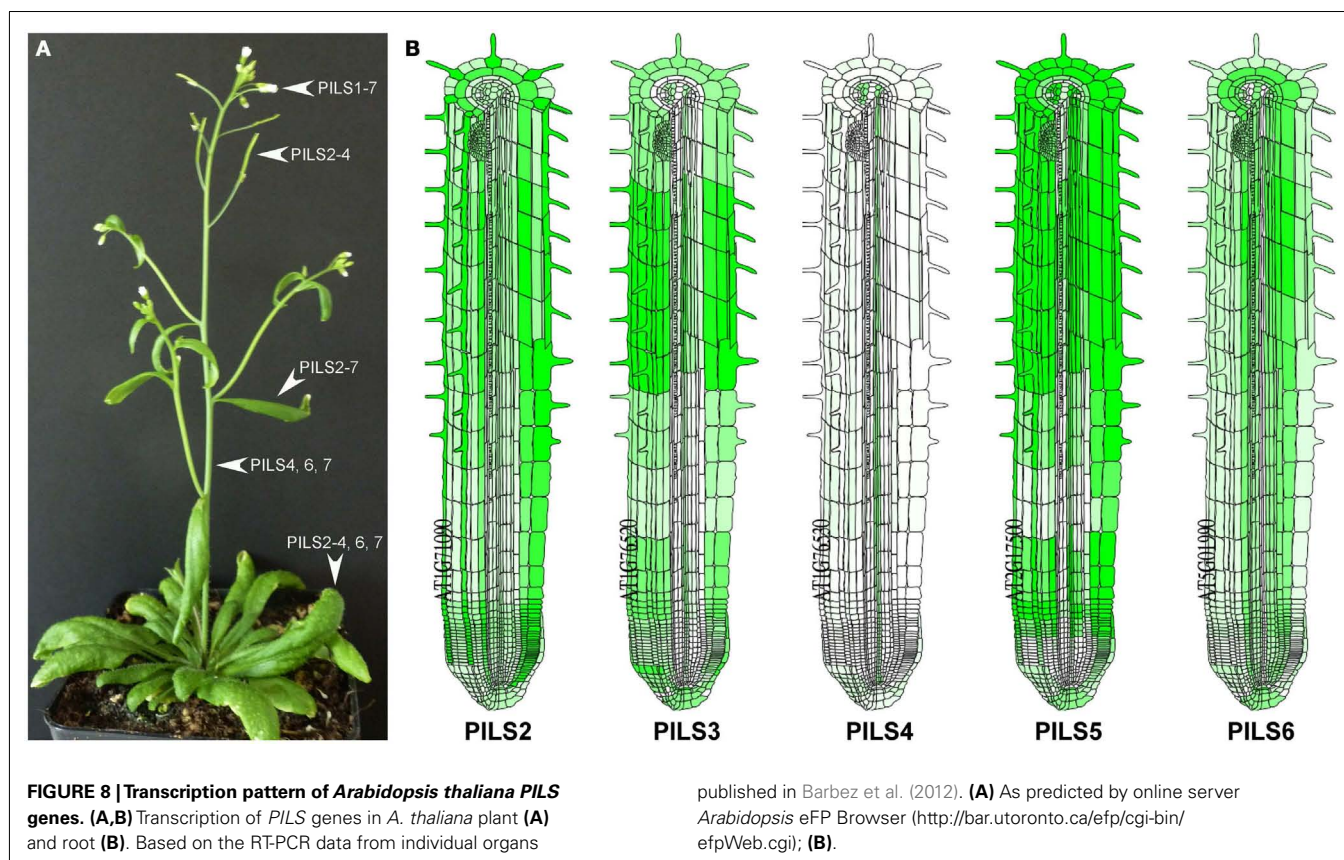 A
B
PILS1-7
PILS2-4
PILS2-7
PILS4, 6, 7
PILS2-4, 6, 7
AT1G71090
AT1G76520
AT1G76520
AT2G17500
AT5G01990
PILS2
PILS3
PILS4
PILS5
PILS6
FIGURE 8 | Transcription pattern of Arabidopsis thaliana PILS
genes. (A,B) Transcription of PILS genes in A. thaliana plant (A)
and root (B). Based on the RT-PCR data from individual organs
published in Barbez et al. (2012). (A) As predicted by online server
Arabidopsis eFP Browser (http://bar.utoronto.ca/efp/cgi-bin/
efpWeb.cgi); (B).